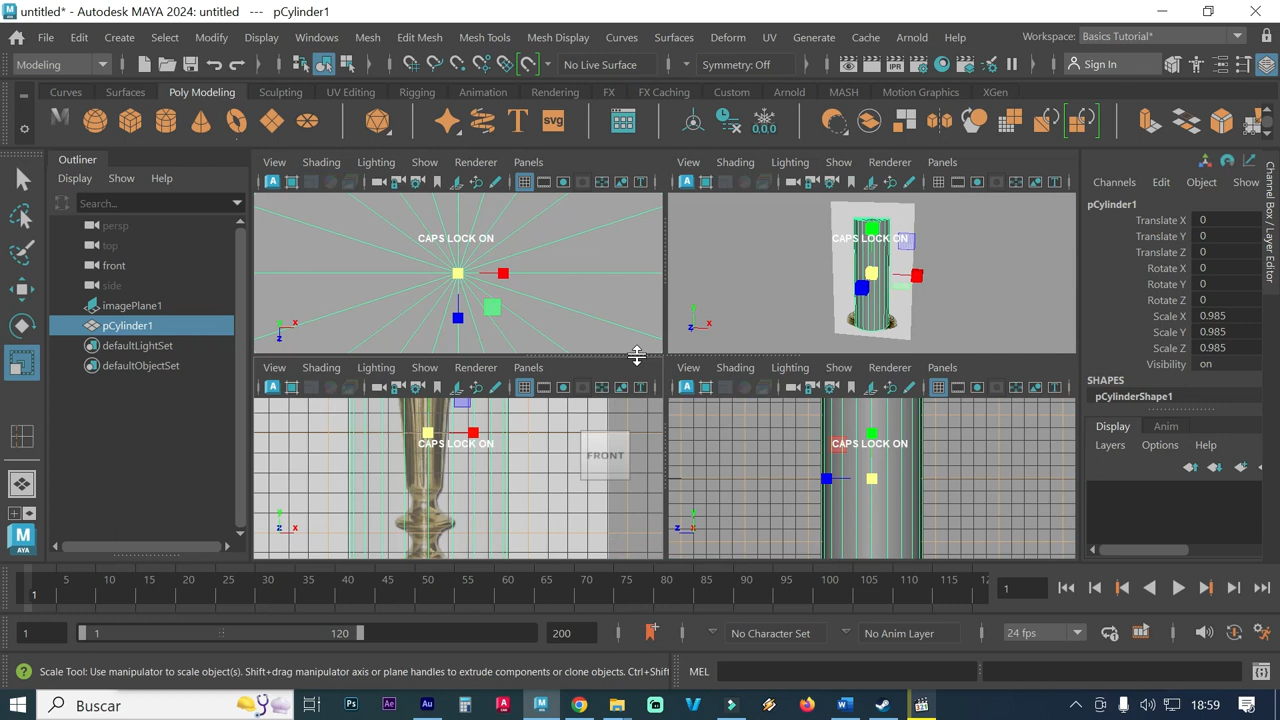 untitled* - Autodesk MAYA 2024: untitled --- pCylinder1
File Edit Create Select Modify Display Windows Mesh Edit Mesh Mesh Tools Mesh Display Curves Surfaces Deform UV Generate Cache Arnold Help Workspace: Basics Tutorial*
Modeling No Live Surface Symmetry: Off IPR Sign In
Curves Surfaces Poly Modeling Sculpting UV Editing Rigging Animation Rendering FX FX Caching Custom Arnold MASH Motion Graphics XGen
M T svg 0,0,0
Outliner
Display Show Help
Search...
persp
top
front
side
imagePlane1
pCylinder1
defaultLightSet
defaultObjectSet
View Shading Lighting Show Renderer Panels
CAPS LOCK ON
z x
View Shading Lighting Show Renderer Panels
CAPS LOCK ON
y z x
View Shading Lighting Show Renderer Panels
CAPS LOCK ON
FRONT
y z x
View Shading Lighting Show Renderer Panels
CAPS LOCK ON
y z
Channels Edit Object Show
pCylinder1
Translate X 0
Translate Y 0
Translate Z 0
Rotate X 0
Rotate Y 0
Rotate Z 0
Scale X 0.985
Scale Y 0.985
Scale Z 0.985
Visibility on
SHAPES
pCylinderShape1
Display Anim
Layers Options Help
Channel Box / Layer Editor
M
AYA
5 10 15 20 25 30 35 40 45 50 55 60 65 70 75 80 85 90 95 100 105 110 115 12
1 1
1 1 120 200 No Character Set No Anim Layer 24 fps
Scale Tool: Use manipulator to scale object(s). Shift+drag manipulator axis or plane handles to extrude components or clone objects. Ctrl+Shift MEL
Buscar Ps Ae Au M W 18:59